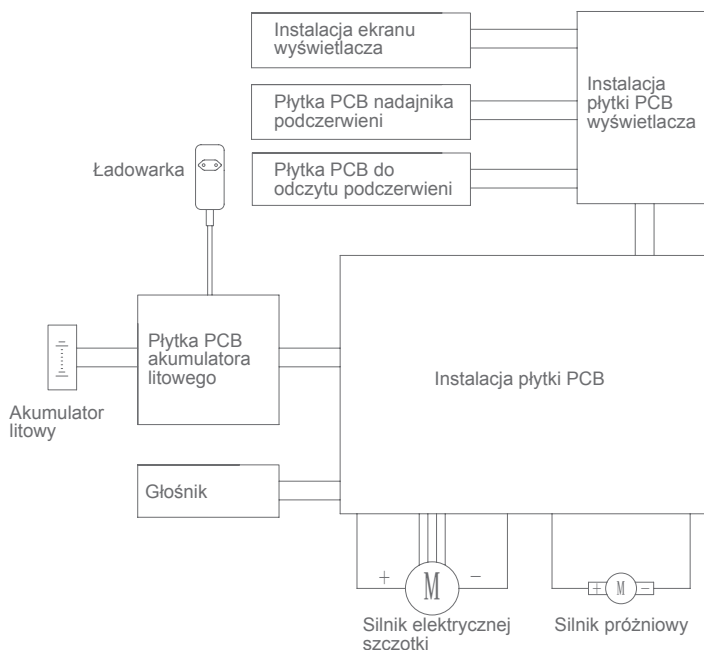 Instalacja ekranu
wyświetlacza
Płytka PCB nadajnika
podczerwieni
Płytka PCB do
odczytu podczerwieni
Instalacja
płytki PCB
wyświetlacza
Ładowarka
Płytka PCB
akumulatora
litowego
Akumulator
litowy
Instalacja płytki PCB
Głośnik
+ M -
Silnik elektrycznej
szczotki
+ M -
Silnik próżniowy